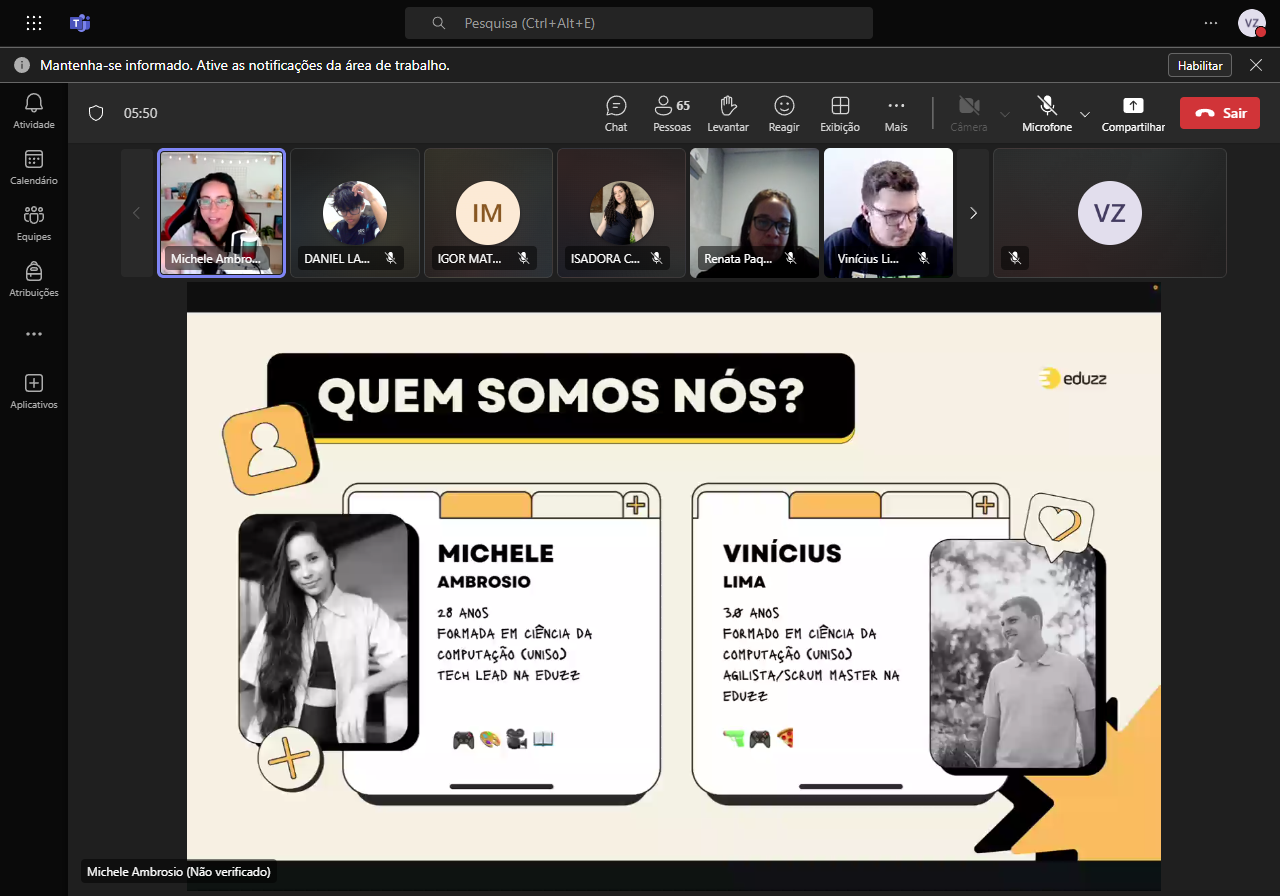 Pesquisa (Ctrl+Alt+E)
VZ
Mantenha-se informado. Ative as notificações da área de trabalho.
Habilitar
Atividade
Calendário
Equipes
Atribuições
Aplicativos
05:50
Chat
Pessoas
65
Levantar
Reagir
Exibição
Mais
Câmera
Microfone
Compartilhar
Sair
Michele Ambro...
DANIEL LA...
IM
IGOR MAT...
ISADORA C...
Renata Paq...
Vinícius Li...
VZ
QUEM SOMOS NÓS?
eduzz
MICHELE
AMBROSIO
28 ANOS
FORMADA EM CIÊNCIA DA
COMPUTAÇÃO (UNISO)
TECH LEAD NA EDUZZ
VINÍCIUS
LIMA
30 ANOS
FORMADO EM CIÊNCIA DA
COMPUTAÇÃO (UNISO)
AGILISTA/SCRUM MASTER NA
EDUZZ
Michele Ambrosio (Não verificado)